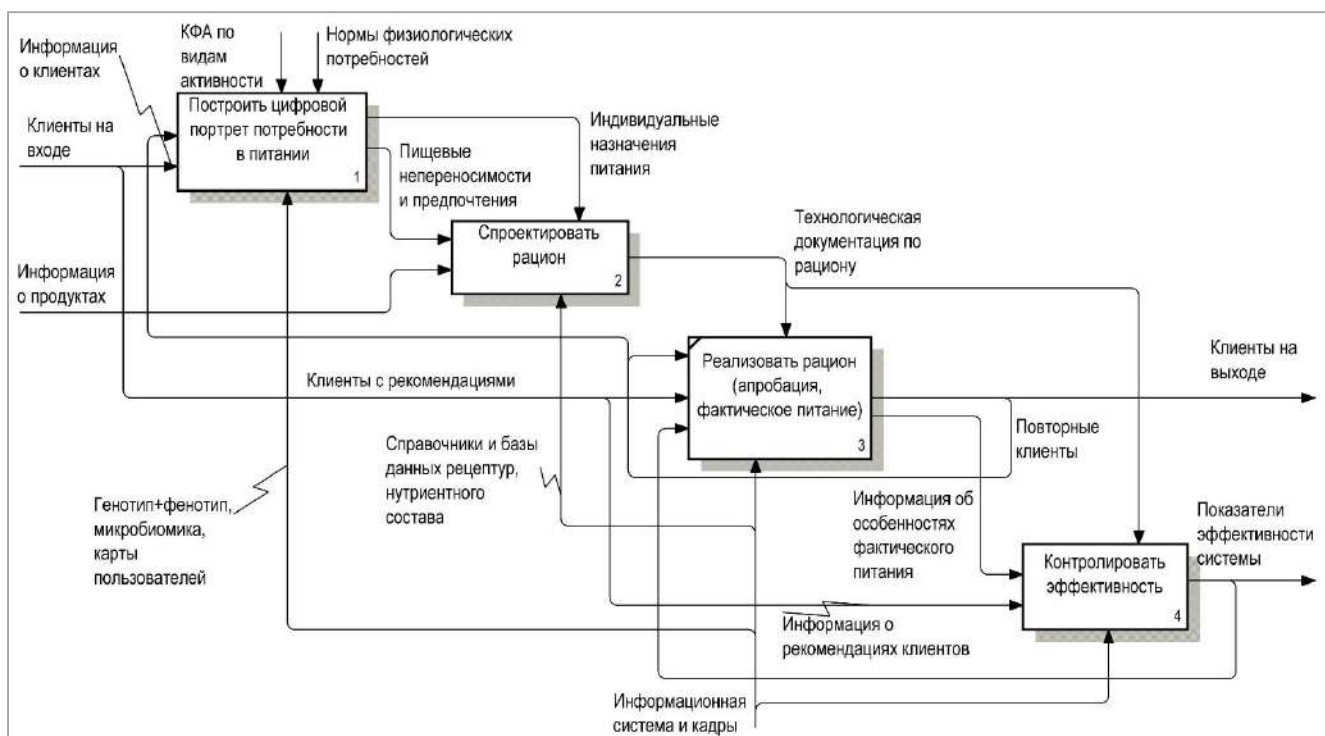 Информация
о клиентах
КФА по
видам
активности
Нормы физиологических
потребностей
Клиенты на
входе
Построить цифровой
портрет потребности
в питании
1
Индивидуальные
назначения
питания
Пищевые
непереносимости
и предпочтения
Информация
о продуктах
Спроектировать
рацион
2
Технологическая
документация по
рациону
Клиенты с рекомендациями
Реализовать рацион
(апробация,
фактическое питание)
3
Клиенты на
выходе
Повторные
клиенты
Справочники и базы
данных рецептур,
нутриентного
состава
Генотип+фенотип,
микробиомика,
карты
пользователей
Информация об
особенностях
фактического
питания
Показатели
эффективности
системы
Контролировать
эффективность
4
Информация о
рекомендациях клиентов
Информационная
система и кадры